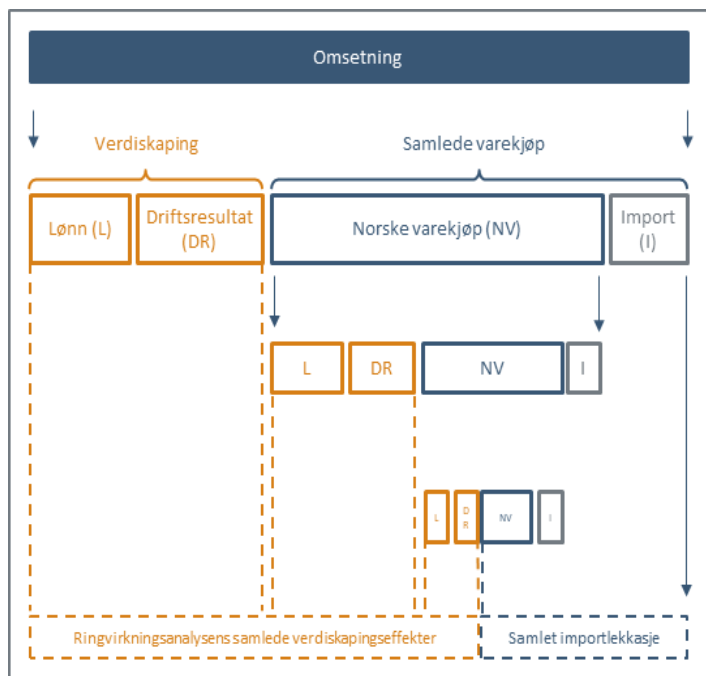 Omsetning
Verdiskaping
Samlede varekjøp
Lønn (L)
Driftsresultat
(DR)
Norske varekjøp (NV)
Import
(I)
L
DR
NV
I
L
D
R
NV
I
Ringvirkningsanalysens samlede verdiskapingseffekter
Samlet importlekkasje